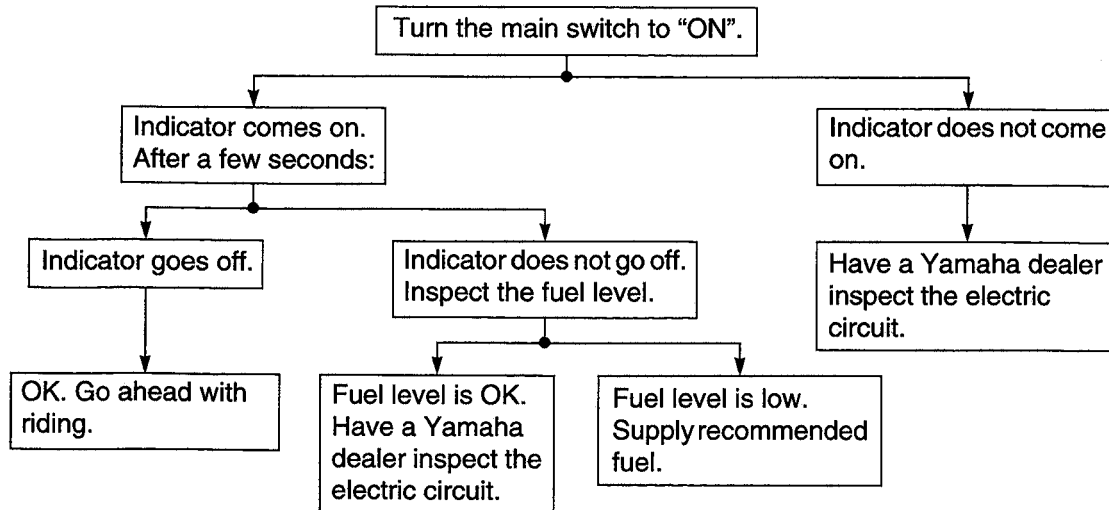 Turn the main switch to “ON”.
Indicator comes on.
After a few seconds:
Indicator does not come
on.
Indicator goes off.
Indicator does not go off.
Inspect the fuel level.
Have a Yamaha dealer
inspect the electric
circuit.
OK. Go ahead with
riding.
Fuel level is OK.
Have a Yamaha
dealer inspect the
electric circuit.
Fuel level is low.
Supply recommended
fuel.